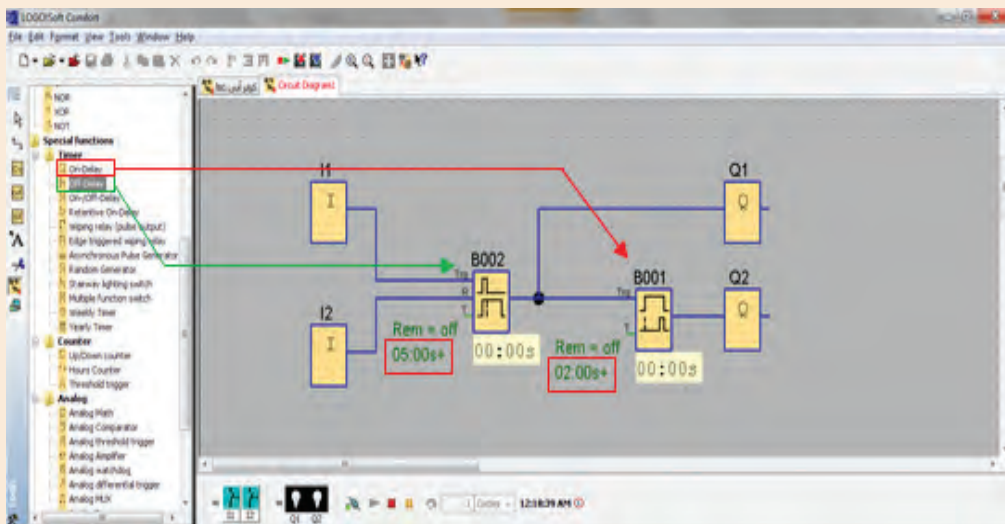 LOGO!Soft Comfort
File Edit Format View Tools Window Help
Circuit Diagram1
NOR
XOR
NOT
Special functions
Timer
On-Delay
Off-Delay
On-/Off-Delay
Retentive On-Delay
Wiping relay (pulse output)
Edge triggered wiping relay
Asynchronous Pulse Generator
Random Generator
Stairway lighting switch
Multiple function switch
Weekly Timer
Yearly Timer
Counter
Up/Down counter
Hours Counter
Threshold trigger
Analog
Analog Math
Analog Comparator
Analog threshold trigger
Analog Amplifier
Analog watchdog
Analog differential trigger
Analog MUX
I1
I
Q1
Q
B002
Trg
R
T
B001
Trg
T
Q2
Q
I2
I
Rem = off
05:00s+
00:00s
Rem = off
02:00s+
00:00s
I1 I2
Q1 Q2
1
12:18:39 AM